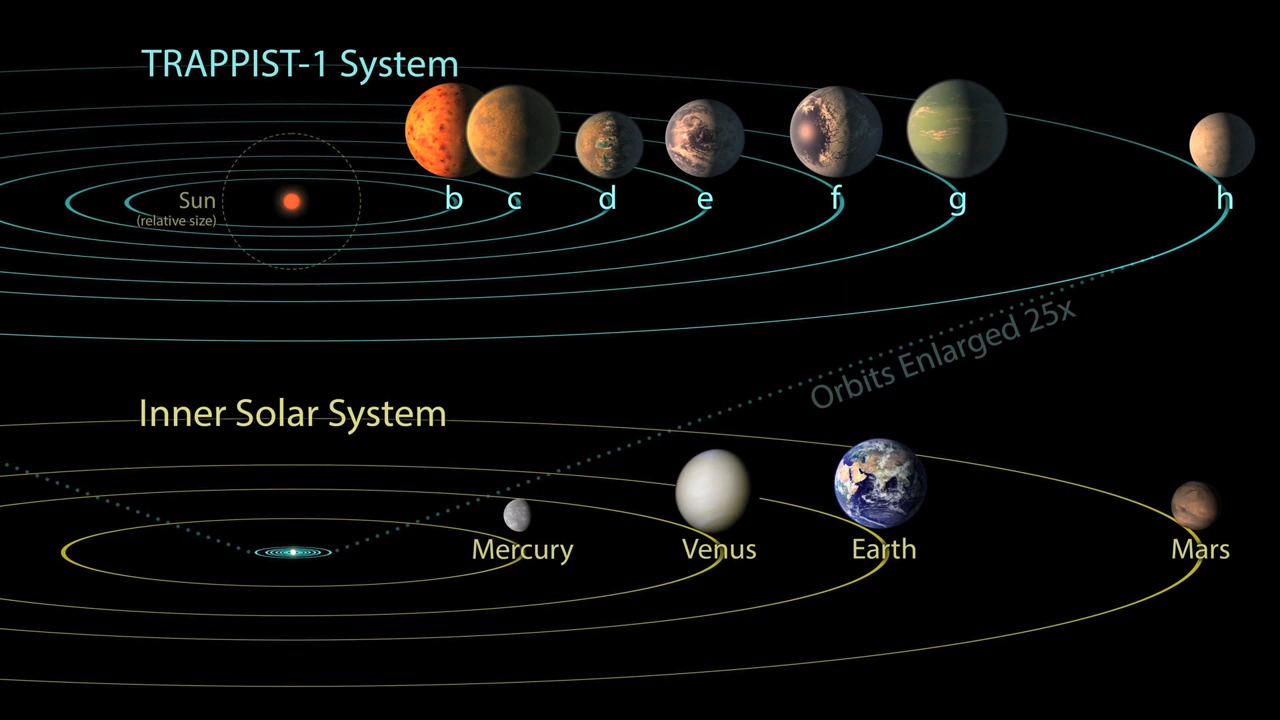 TRAPPIST-1 System
Sun
(relative size)
b c d e f g h
Orbits Enlarged 25x
Inner Solar System
Mercury Venus Earth Mars